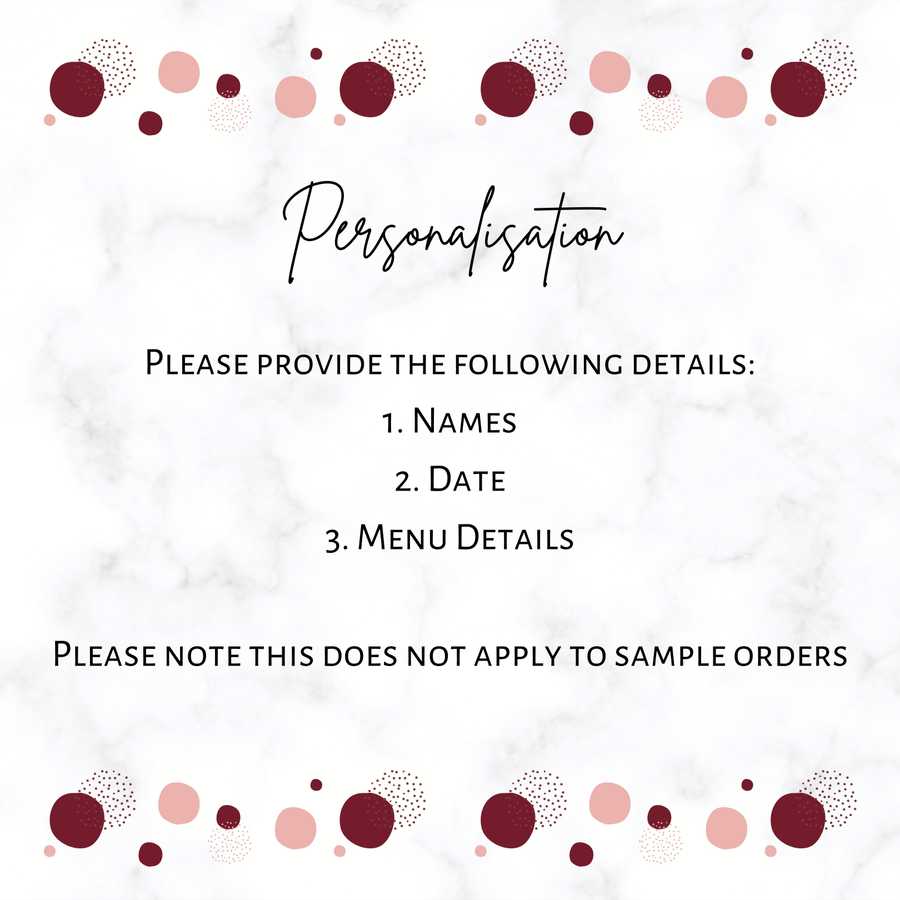 Personalisation
Please provide the following details:
1. Names
2. Date
3. Menu Details
Please note this does not apply to sample orders